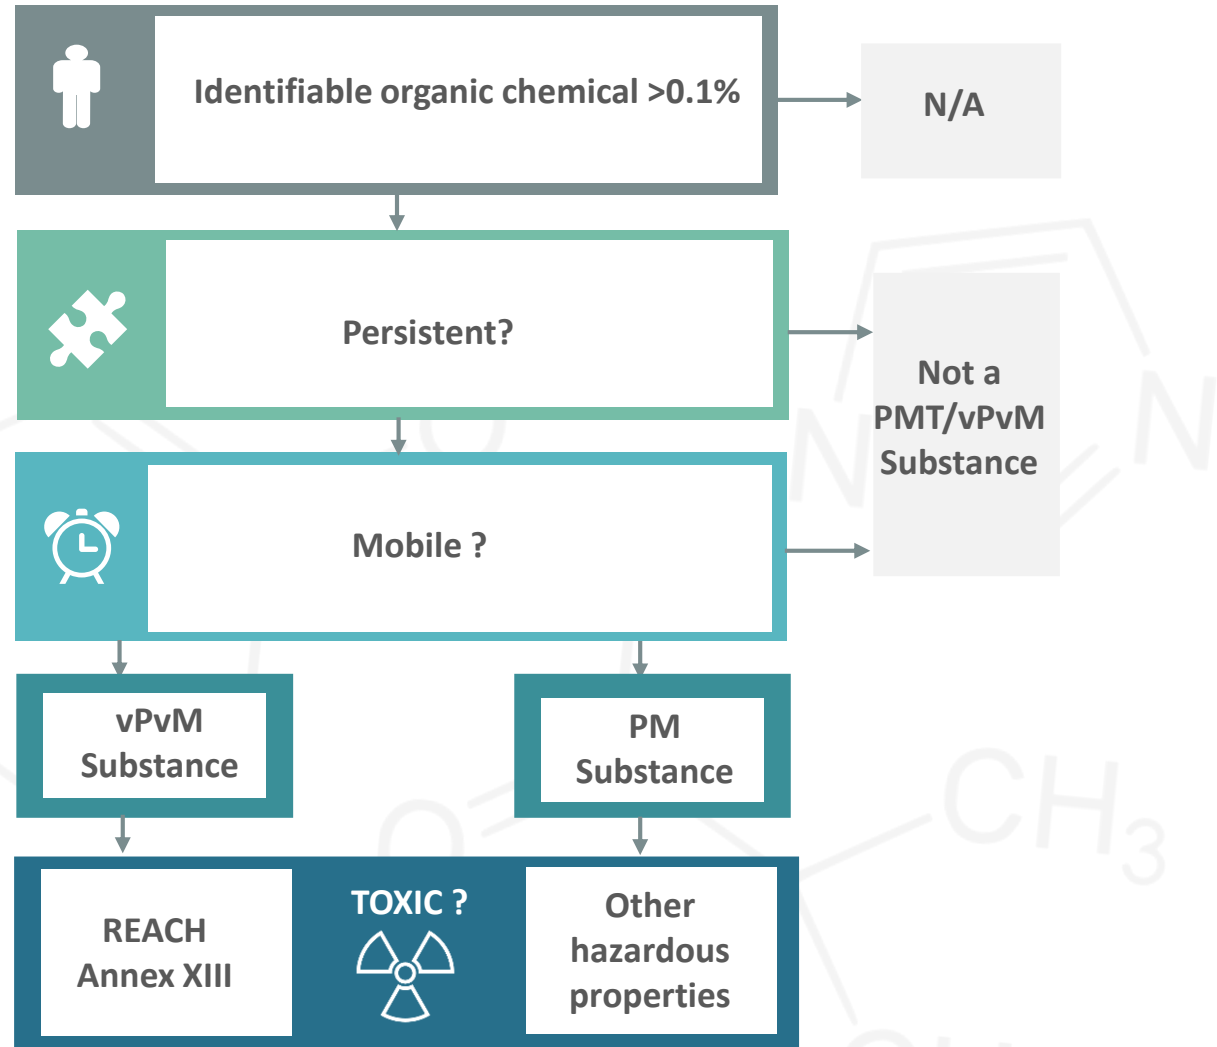 Identifiable organic chemical >0.1%
N/A
Persistent?
Not a
PMT/vPvM
Substance
Mobile ?
vPvM
Substance
PM
Substance
REACH
Annex XIII
TOXIC ?
Other
hazardous
properties
N
N
O
O
CH3